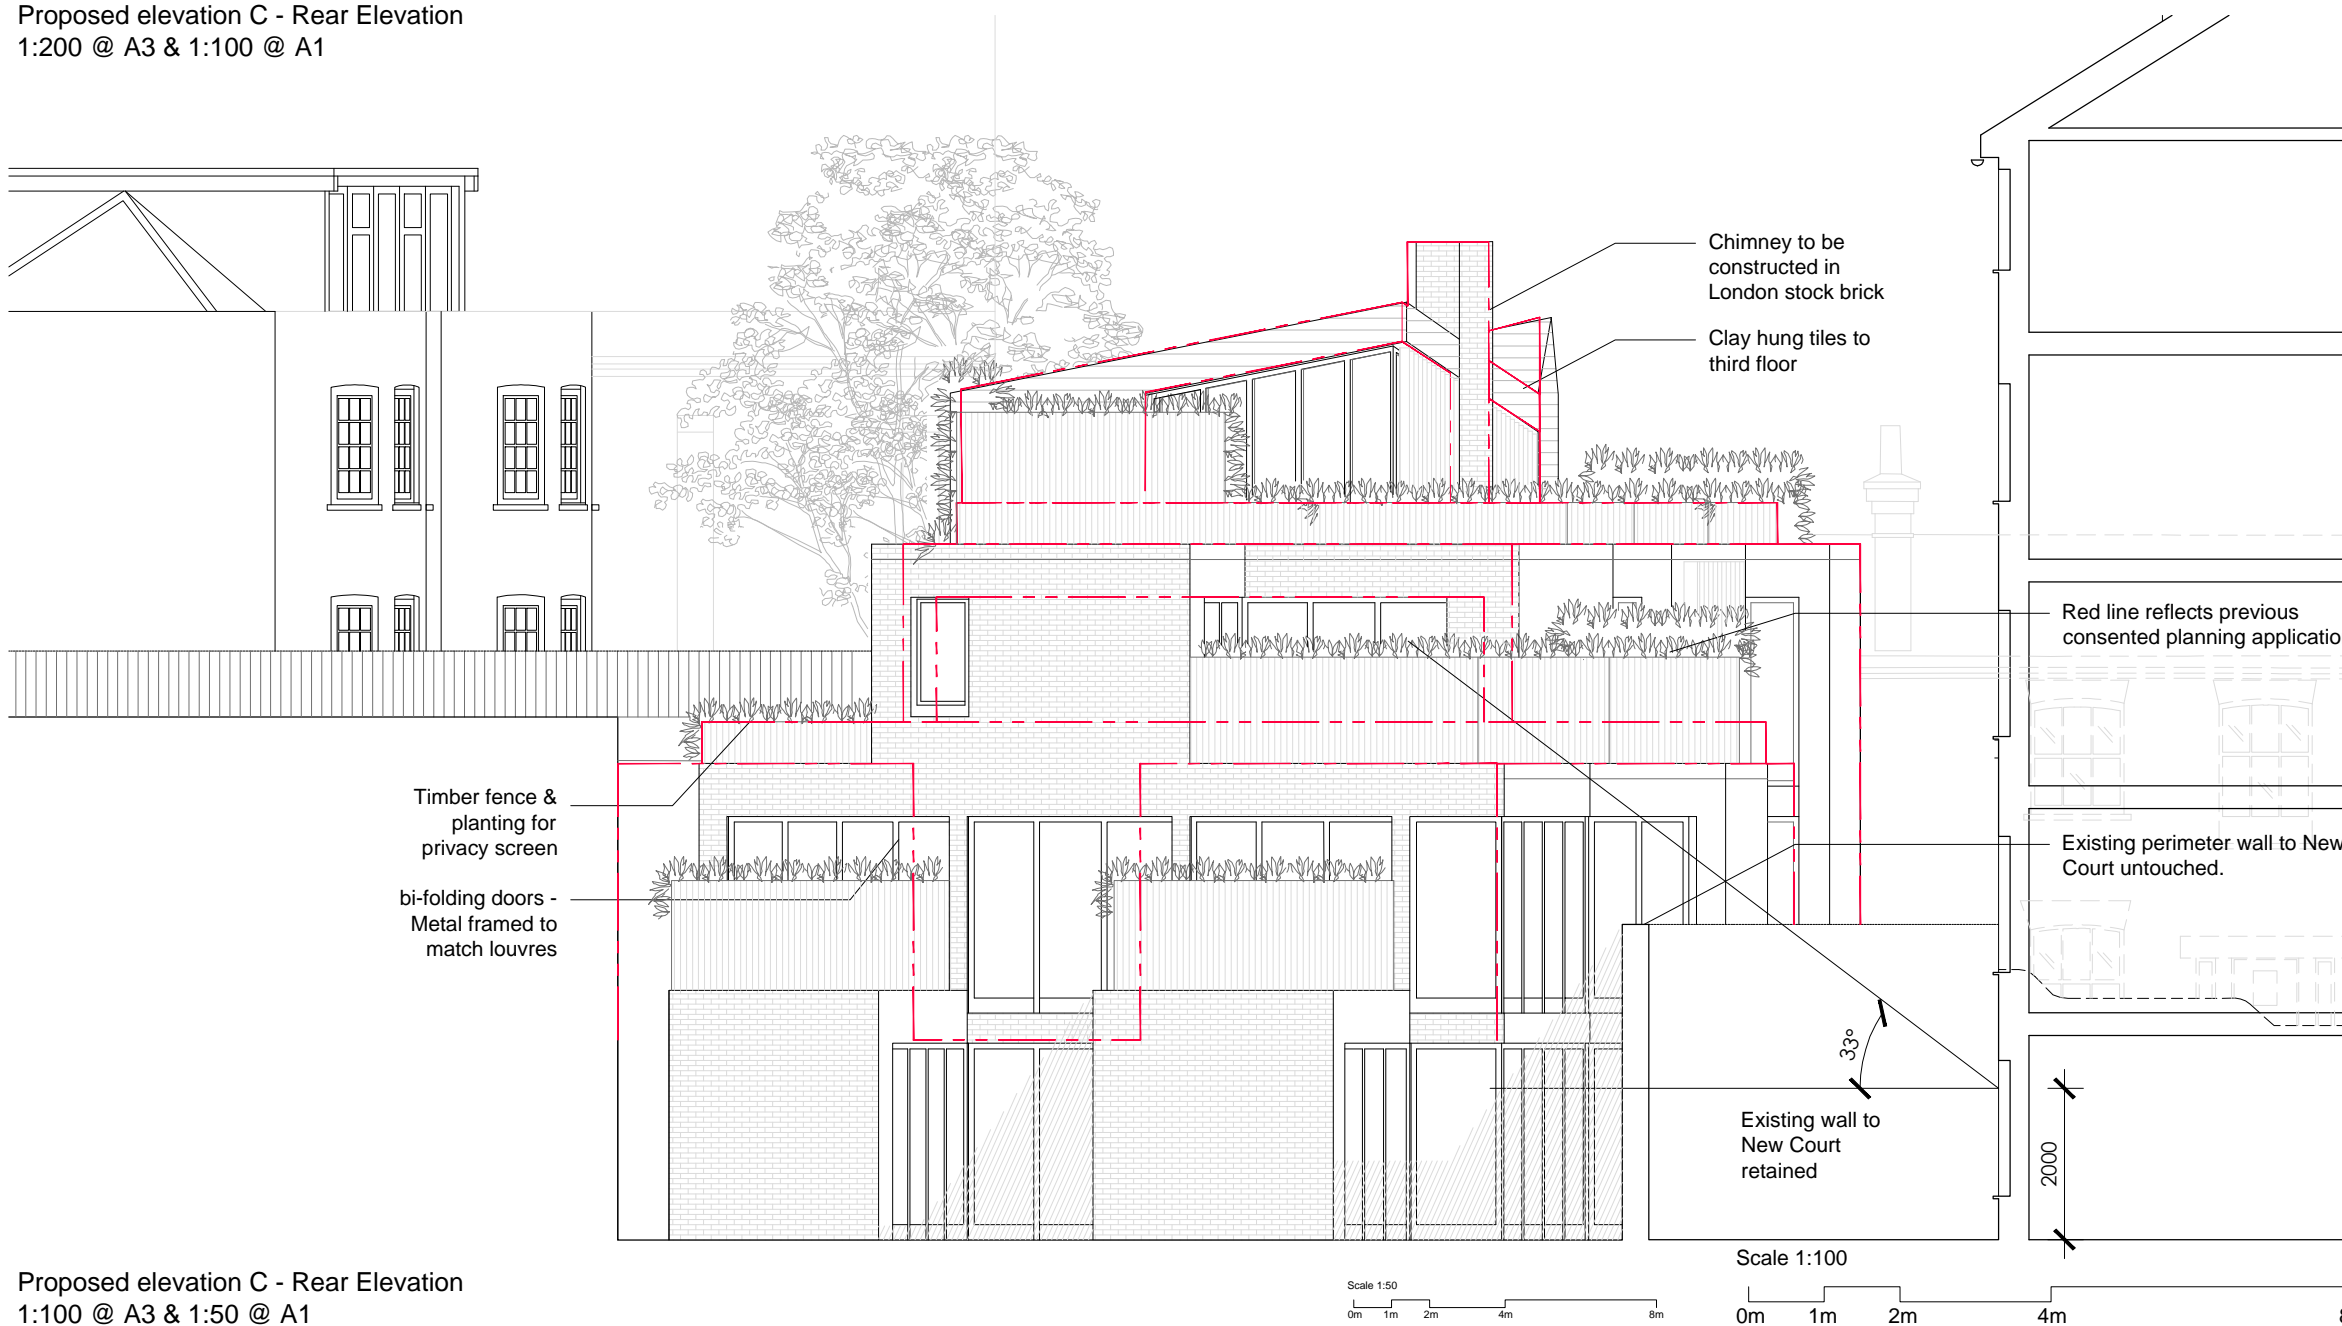 Proposed elevation C - Rear Elevation
1:200 @ A3 & 1:100 @ A1
Chimney to be
constructed in
London stock brick
Clay hung tiles to
third floor
Red line reflects previous
consented planning applicatio
Timber fence &
planting for
privacy screen
bi-folding doors -
Metal framed to
match louvres
Existing perimeter wall to New
Court untouched.
33°
Existing wall to
New Court
retained
2000
Scale 1:100
0m 1m 2m 4m
Scale 1:50
0m 1m 2m 4m 8m
Proposed elevation C - Rear Elevation
1:100 @ A3 & 1:50 @ A1